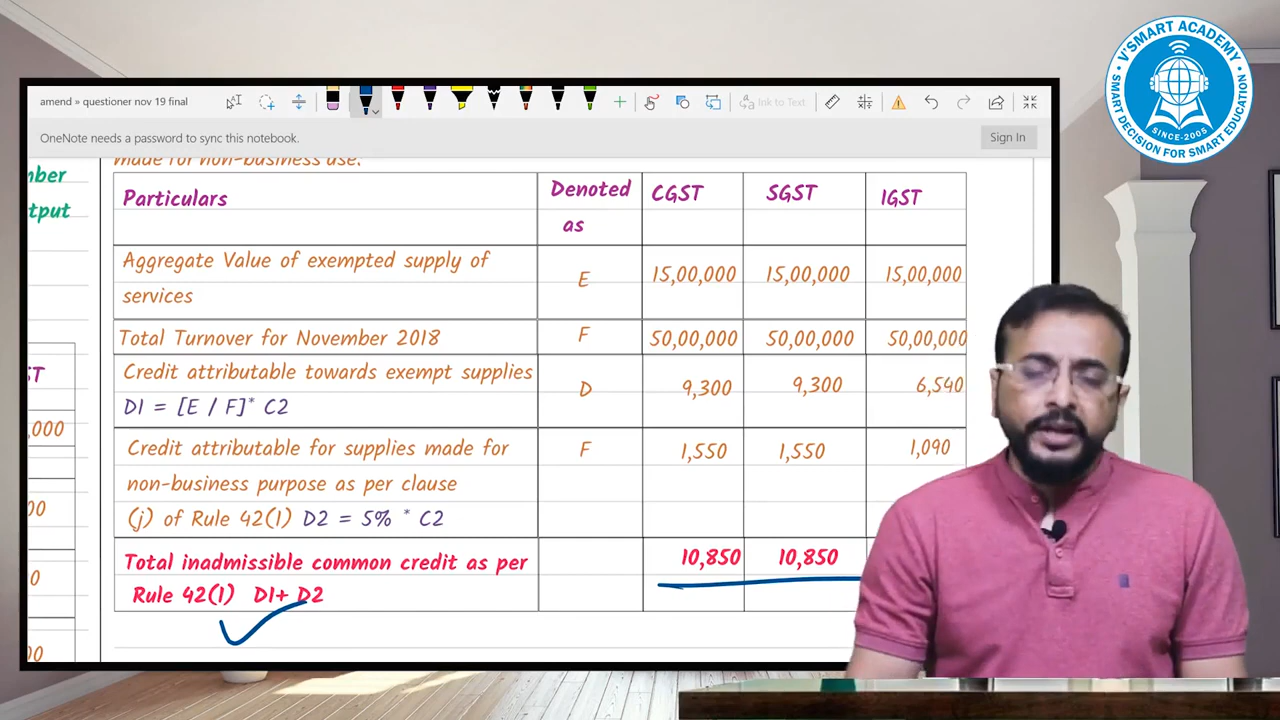 V'SMART ACADEMY
SMART DECISION FOR SMART EDUCATION
SINCE-2005
amend » questioner nov 19 final
Ink to Text
OneNote needs a password to sync this notebook.
Sign In
made for non-business use.
tput
Particulars
Denoted as
CGST
SGST
IGST
Aggregate Value of exempted supply of
services
E
15,00,000
15,00,000
15,00,000
Total Turnover for November 2018
F
50,00,000
50,00,000
50,00,000
Credit attributable towards exempt supplies
D1 = [E / F]* C2
D
9,300
9,300
6,540
Credit attributable for supplies made for
non-business purpose as per clause
(j) of Rule 42(1) D2 = 5% * C2
F
1,550
1,550
1,090
Total inadmissible common credit as per
Rule 42(1) D1+ D2
10,850
10,850